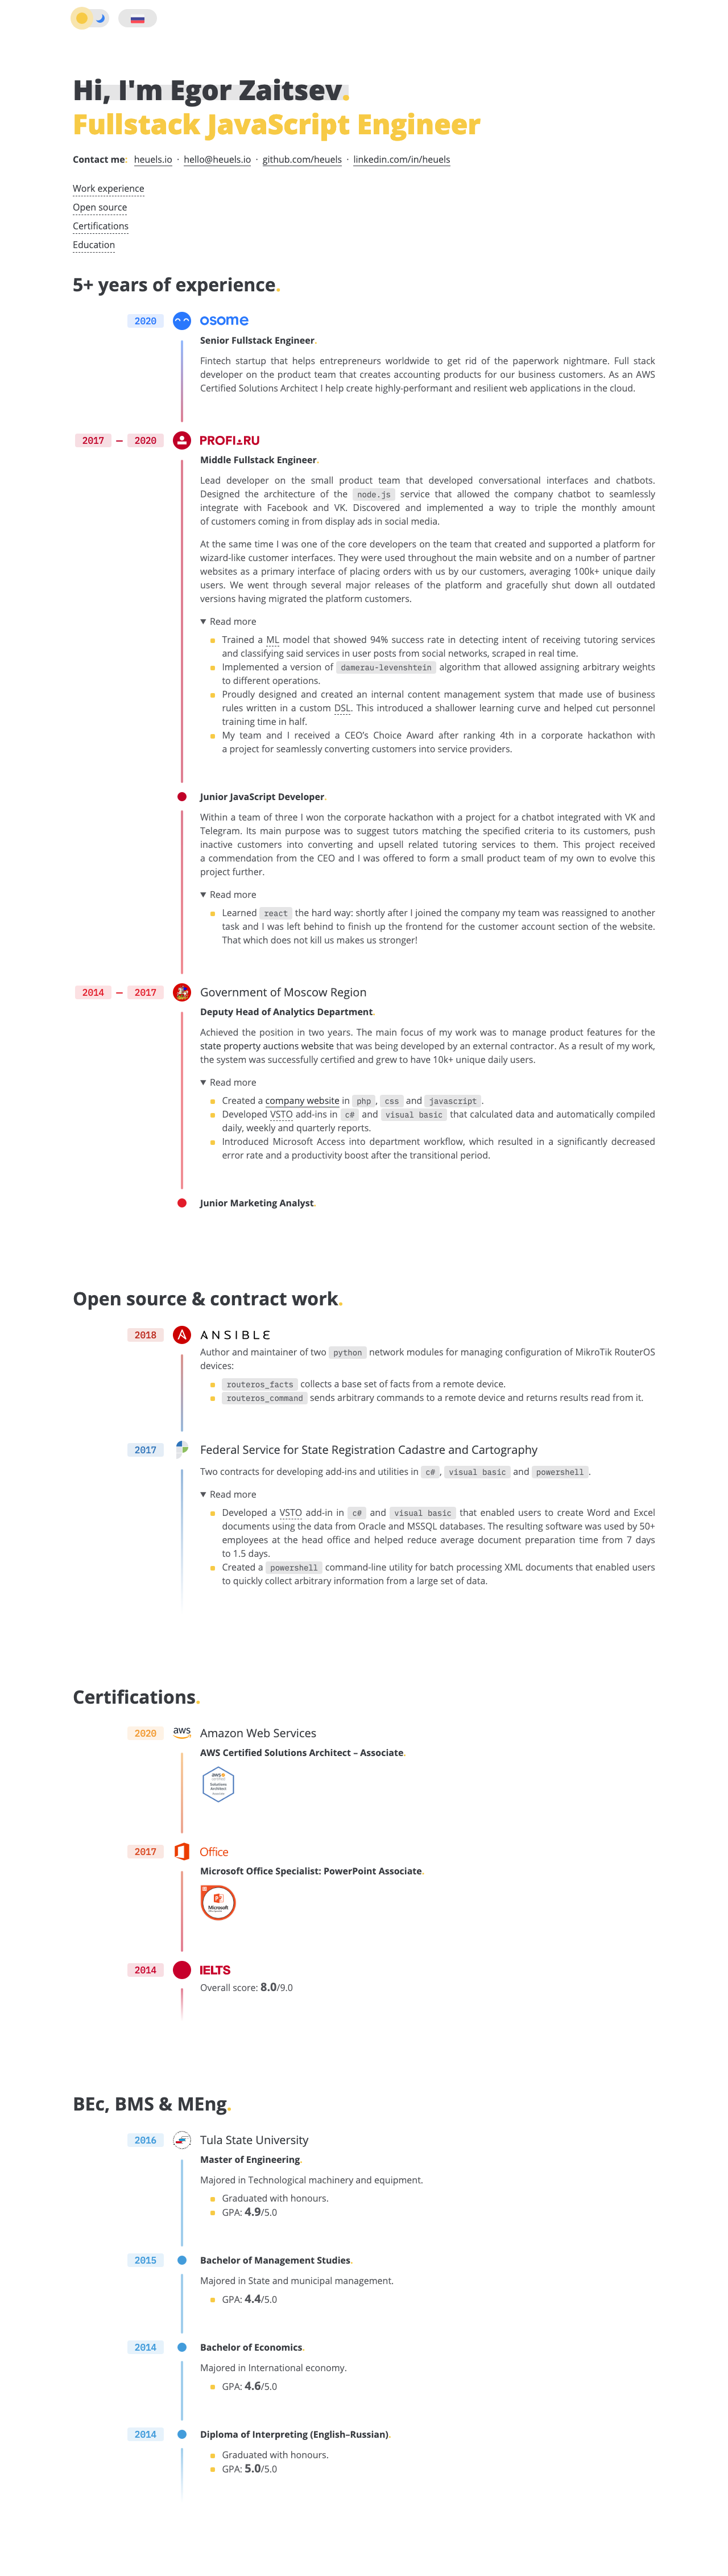 Hi, I'm Egor Zaitsev.
Fullstack JavaScript Engineer
Contact me: heuels.io · hello@heuels.io · github.com/heuels · linkedin.com/in/heuels
Work experience
Open source
Certifications
Education
5+ years of experience.
2020 osome
Senior Fullstack Engineer.
Fintech startup that helps entrepreneurs worldwide to get rid of the paperwork nightmare. Full stack
developer on the product team that creates accounting products for our business customers. As an AWS
Certified Solutions Architect I help create highly-performant and resilient web applications in the cloud.
2017 — 2020 PROFI.RU
Middle Fullstack Engineer.
Lead developer on the small product team that developed conversational interfaces and chatbots.
Designed the architecture of the node.js service that allowed the company chatbot to seamlessly
integrate with Facebook and VK. Discovered and implemented a way to triple the monthly amount
of customers coming in from display ads in social media.
At the same time I was one of the core developers on the team that created and supported a platform for
wizard-like customer interfaces. They were used throughout the main website and on a number of partner
websites as a primary interface of placing orders with us by our customers, averaging 100k+ unique daily
users. We went through several major releases of the platform and gracefully shut down all outdated
versions having migrated the platform customers.
▼ Read more
Trained a ML model that showed 94% success rate in detecting intent of receiving tutoring services
and classifying said services in user posts from social networks, scraped in real time.
Implemented a version of damerau-levenshtein algorithm that allowed assigning arbitrary weights
to different operations.
Proudly designed and created an internal content management system that made use of business
rules written in a custom DSL. This introduced a shallower learning curve and helped cut personnel
training time in half.
My team and I received a CEO's Choice Award after ranking 4th in a corporate hackathon with
a project for seamlessly converting customers into service providers.
Junior JavaScript Developer.
Within a team of three I won the corporate hackathon with a project for a chatbot integrated with VK and
Telegram. Its main purpose was to suggest tutors matching the specified criteria to its customers, push
inactive customers into converting and upsell related tutoring services to them. This project received
a commendation from the CEO and I was offered to form a small product team of my own to evolve this
project further.
▼ Read more
Learned react the hard way: shortly after I joined the company my team was reassigned to another
task and I was left behind to finish up the frontend for the customer account section of the website.
That which does not kill us makes us stronger!
2014 — 2017 Government of Moscow Region
Deputy Head of Analytics Department.
Achieved the position in two years. The main focus of my work was to manage product features for the
state property auctions website that was being developed by an external contractor. As a result of my work,
the system was successfully certified and grew to have 10k+ unique daily users.
▼ Read more
Created a company website in php, css and javascript.
Developed VSTO add-ins in c# and visual basic that calculated data and automatically compiled
daily, weekly and quarterly reports.
Introduced Microsoft Access into department workflow, which resulted in a significantly decreased
error rate and a productivity boost after the transitional period.
Junior Marketing Analyst.
Open source & contract work.
2018 ANSIBLE
Author and maintainer of two python network modules for managing configuration of MikroTik RouterOS
devices:
routeros_facts collects a base set of facts from a remote device.
routeros_command sends arbitrary commands to a remote device and returns results read from it.
2017 Federal Service for State Registration Cadastre and Cartography
Two contracts for developing add-ins and utilities in c#, visual basic and powershell.
▼ Read more
Developed a VSTO add-in in c# and visual basic that enabled users to create Word and Excel
documents using the data from Oracle and MSSQL databases. The resulting software was used by 50+
employees at the head office and helped reduce average document preparation time from 7 days
to 1.5 days.
Created a powershell command-line utility for batch processing XML documents that enabled users
to quickly collect arbitrary information from a large set of data.
Certifications.
2020 aws Amazon Web Services
AWS Certified Solutions Architect – Associate.
aws
Solutions
Architect
2017 Office
Microsoft Office Specialist: PowerPoint Associate.
Microsoft
2014 IELTS
Overall score: 8.0/9.0
BEc, BMS & MEng.
2016 Tula State University
Master of Engineering.
Majored in Technological machinery and equipment.
Graduated with honours.
GPA: 4.9/5.0
2015 Bachelor of Management Studies.
Majored in State and municipal management.
GPA: 4.4/5.0
2014 Bachelor of Economics.
Majored in International economy.
GPA: 4.6/5.0
2014 Diploma of Interpreting (English–Russian).
Graduated with honours.
GPA: 5.0/5.0